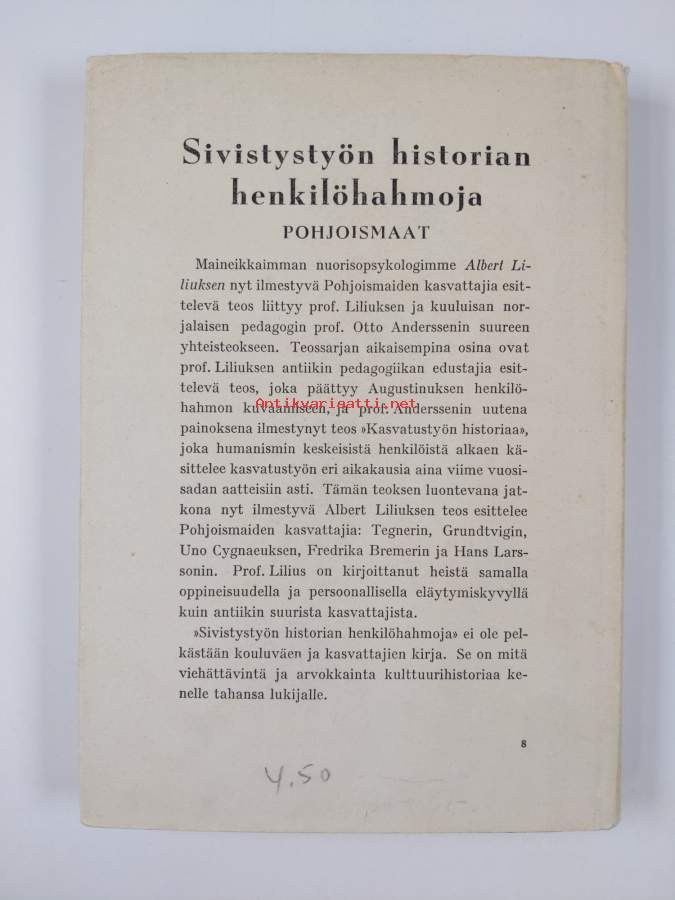 Sivistystyön historian
henkilöhahmoja
POHJOISMAAT
Maineikkaimman nuorisopsykologimme Albert Li-
liuksen nyt ilmestyvä Pohjoismaiden kasvattajia esit-
televä teos liittyy prof. Liliuksen ja kuuluisan nor-
jalaisen pedagogin prof. Otto Anderssenin suureen
yhteisteokseen. Teossarjan aikaisempina osina ovat
prof. Liliuksen antiikin pedagogiikan edustajia esit-
televä teos, joka päättyy Augustinuksen henkilö-
Antikvarisatti.net
hahmon kuvaamiseen, ja prof. Anderssenin uutena
painoksena ilmestynyt teos »Kasvatustyön historiaa»,
joka humanismin keskeisistä henkilöistä alkaen kä-
sittelee kasvatustyön eri aikakausia aina viime vuosi-
sadan aatteisiin asti. Tämän teoksen luontevana jat-
kona nyt ilmestyvä Albert Liliuksen teos esittelee
Pohjoismaiden kasvattajia: Tegnerin, Grundtvigin,
Uno Cygnaeuksen, Fredrika Bremerin ja Hans Lars-
sonin. Prof. Lilius on kirjoittanut heistä samalla
oppineisuudella ja persoonallisella eläytymiskyvyllä
kuin antiikin suurista kasvattajista.
»Sivistystyön historian henkilöhahmoja» ei ole pel-
kästään kouluväen ja kasvattajien kirja. Se on mitä
viehättävintä ja arvokkainta kulttuurihistoriaa ke-
nelle tahansa lukijalle.
8
4.50